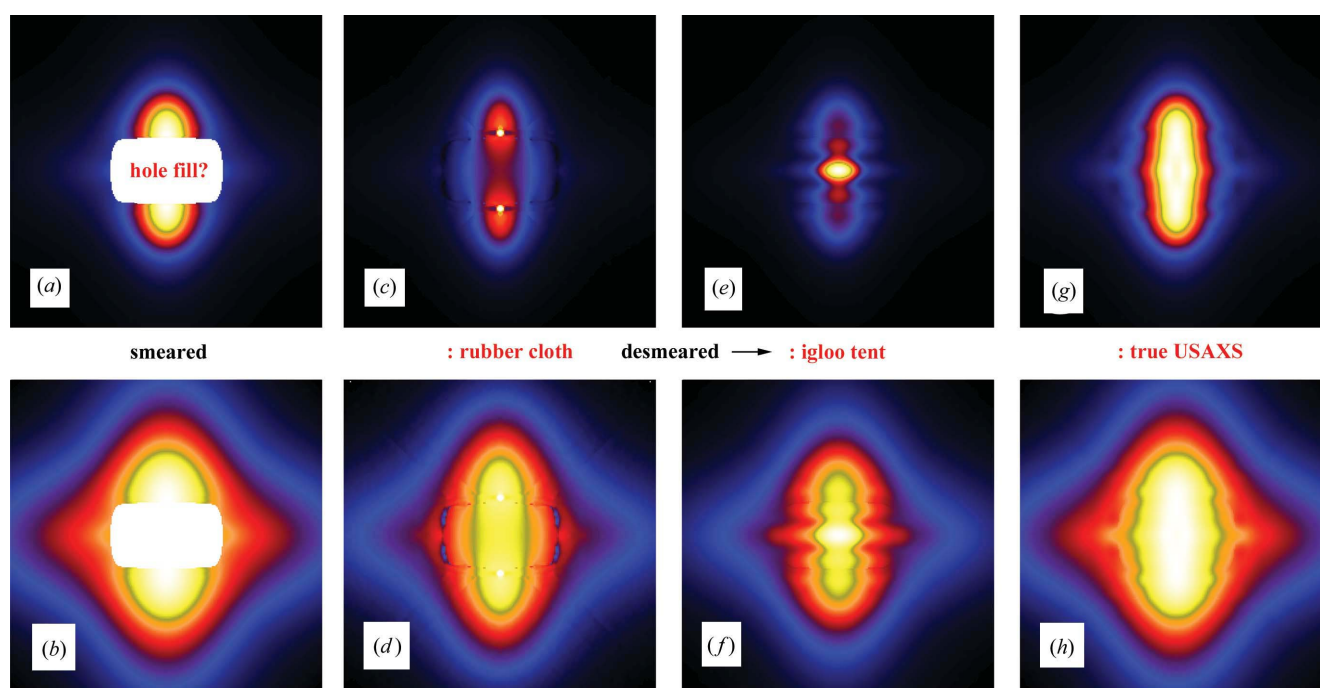 hole fill?
(a)
(c)
(e)
(g)
smeared
: rubber cloth
desmeared
: igloo tent
: true USAXS
(b)
(d)
(f)
(h)